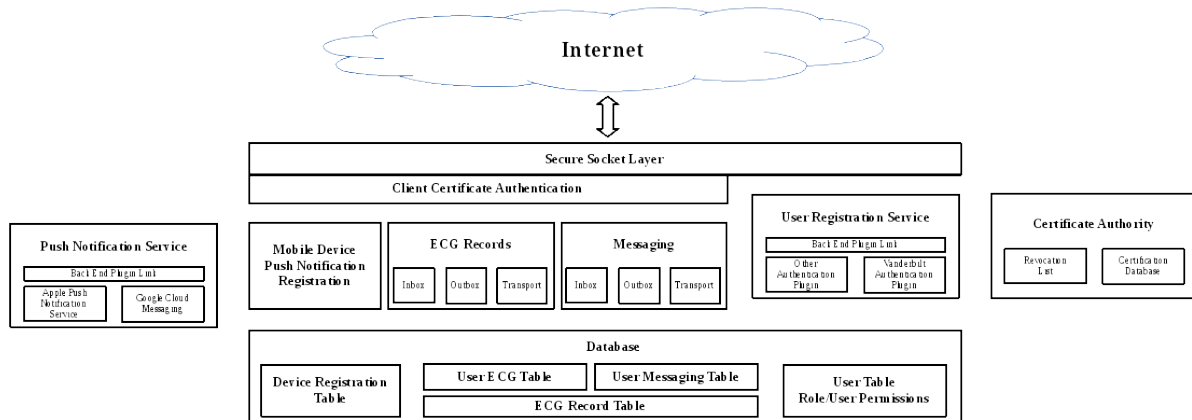 Internet
Secure Socket Layer
Client Certificate Authentication
Push Notification Service
Back End Plugin Link
Apple Push
Notification
Service
Google Cloud
Messaging
Mobile Device
Push Notification
Registration
ECG Records
Inbox
Outbox
Transport
Messaging
Inbox
Outbox
Transport
User Registration Service
Back End Plugin Link
Other
Authentication
Plugin
Vanderbilt
Authentication
Plugin
Certificate Authority
Revocation
List
Certification
Database
Database
Device Registration
Table
User ECG Table
User Messaging Table
ECG Record Table
User Table
Role/User Permissions